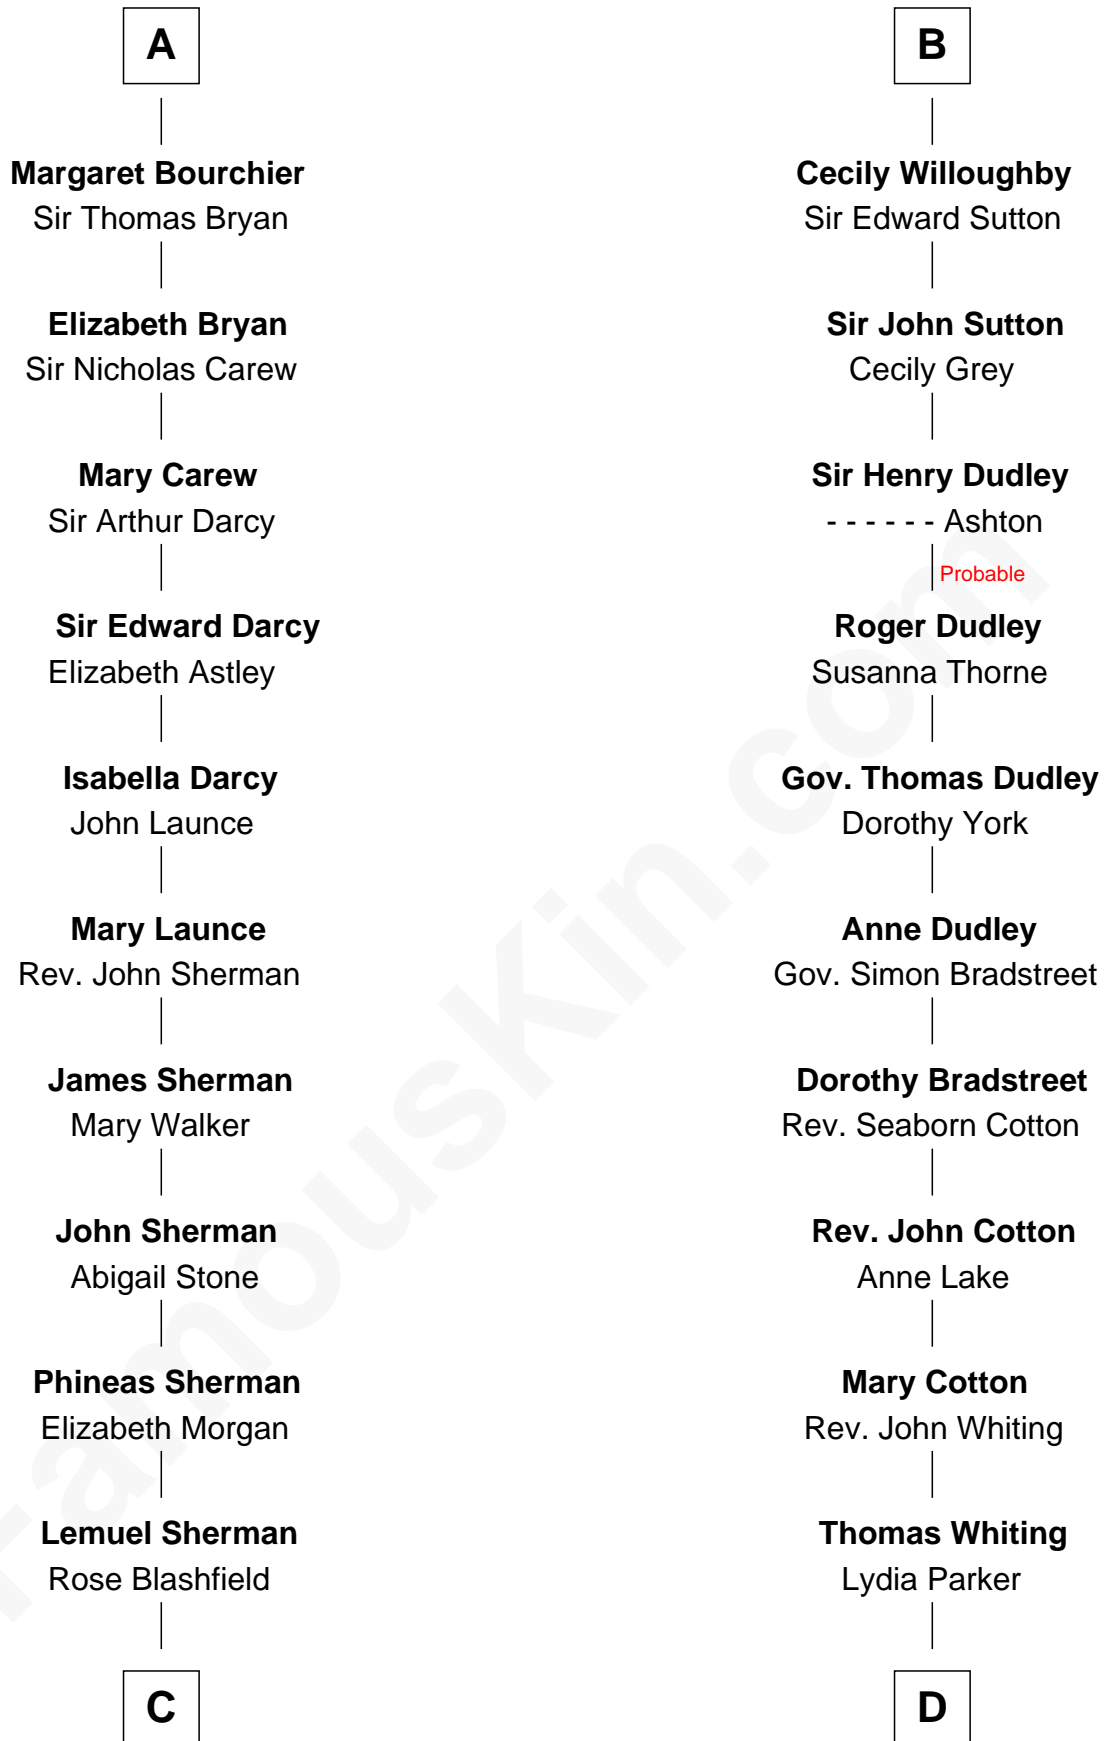 A
Margaret Bourchier
Sir Thomas Bryan
Elizabeth Bryan
Sir Nicholas Carew
Mary Carew
Sir Arthur Darcy
Sir Edward Darcy
Elizabeth Astley
Isabella Darcy
John Launce
Mary Launce
Rev. John Sherman
James Sherman
Mary Walker
John Sherman
Abigail Stone
Phineas Sherman
Elizabeth Morgan
Lemuel Sherman
Rose Blashfield
C
B
Cecily Willoughby
Sir Edward Sutton
Sir John Sutton
Cecily Grey
Sir Henry Dudley
- - - - - - Ashton
Probable
Roger Dudley
Susanna Thorne
Gov. Thomas Dudley
Dorothy York
Anne Dudley
Gov. Simon Bradstreet
Dorothy Bradstreet
Rev. Seaborn Cotton
Rev. John Cotton
Anne Lake
Mary Cotton
Rev. John Whiting
Thomas Whiting
Lydia Parker
D
FamousKin.com